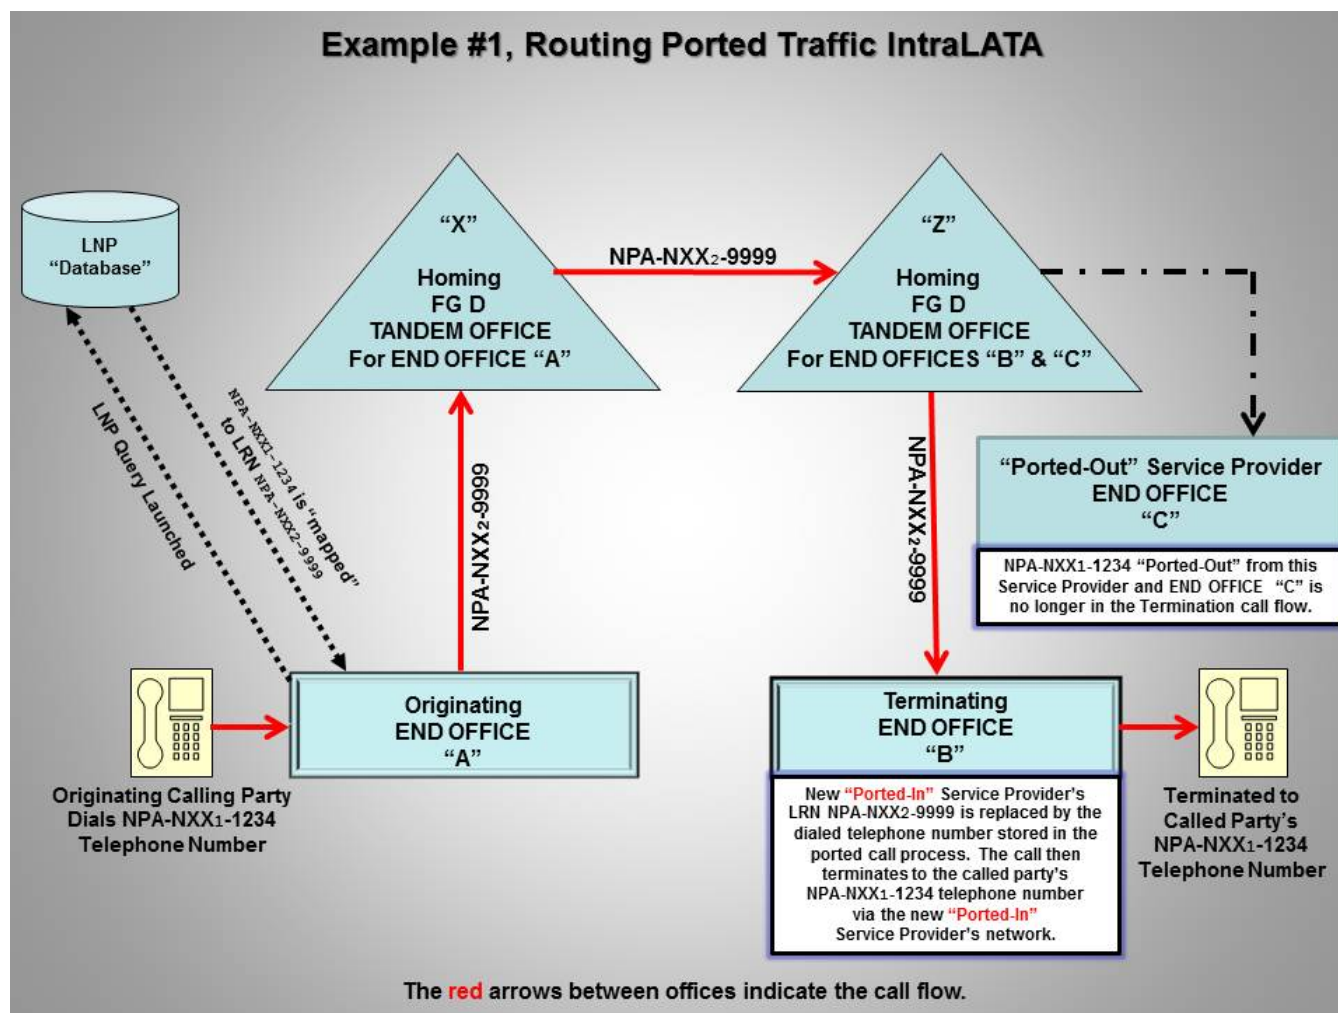 Example #1, Routing Ported Traffic IntraLATA
LNP
“Database”
“X”
Homing
FG D
TANDEM OFFICE
For END OFFICE “A”
NPA-NXX₂-9999
“Z”
Homing
FG D
TANDEM OFFICE
For END OFFICES “B” & “C”
LNP Query Launched
NPA-NXX1-1234 is “mapped”
to LRN NPA-NXX2-9999
NPA-NXX₂-9999
NPA-NXX₂-9999
“Ported-Out” Service Provider
END OFFICE
“C”
NPA-NXX1-1234 “Ported-Out” from this
Service Provider and END OFFICE “C” is
no longer in the Termination call flow.
Originating Calling Party
Dials NPA-NXX1-1234
Telephone Number
Originating
END OFFICE
“A”
Terminating
END OFFICE
“B”
New “Ported-In” Service Provider’s
LRN NPA-NXX2-9999 is replaced by the
dialed telephone number stored in the
ported call process. The call then
terminates to the called party’s
NPA-NXX1-1234 telephone number
via the new “Ported-In”
Service Provider’s network.
Terminated to
Called Party’s
NPA-NXX1-1234
Telephone Number
The red arrows between offices indicate the call flow.